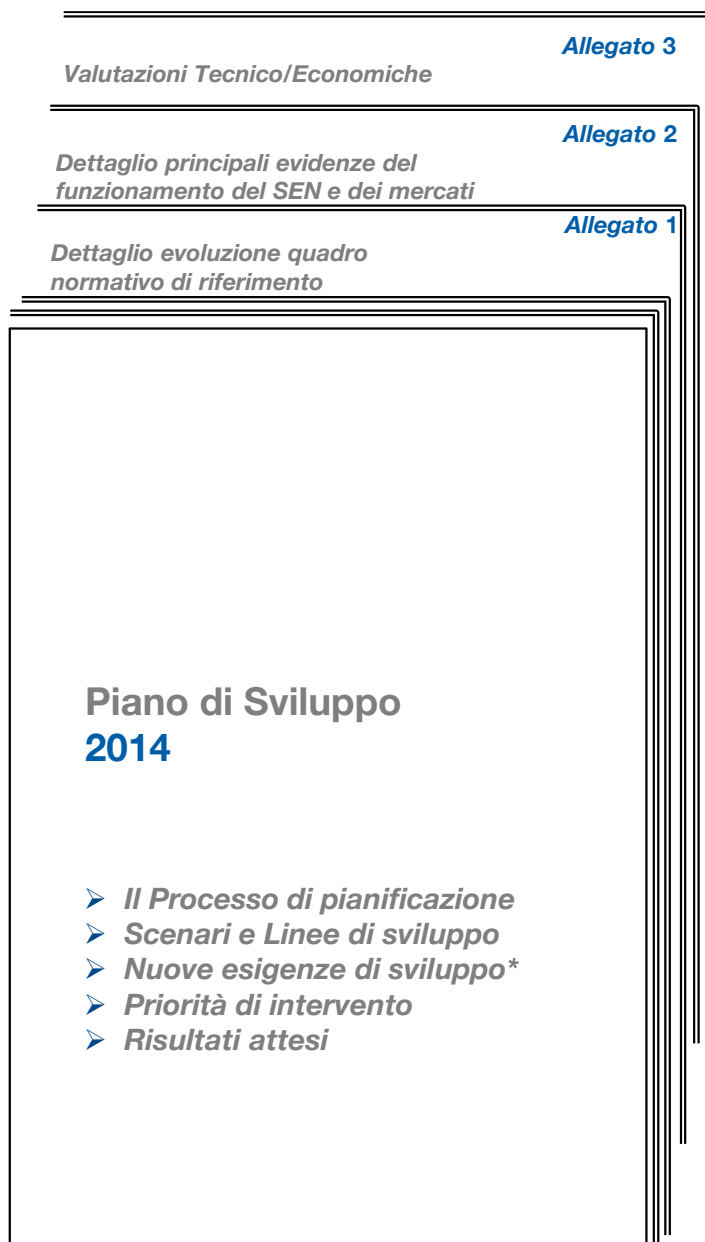 Allegato 3
Valutazioni Tecnico/Economiche
Allegato 2
Dettaglio principali evidenze del
funzionamento del SEN e dei mercati
Allegato 1
Dettaglio evoluzione quadro
normativo di riferimento
Piano di Sviluppo
2014
➢ Il Processo di pianificazione
➢ Scenari e Linee di sviluppo
➢ Nuove esigenze di sviluppo*
➢ Priorità di intervento
➢ Risultati attesi